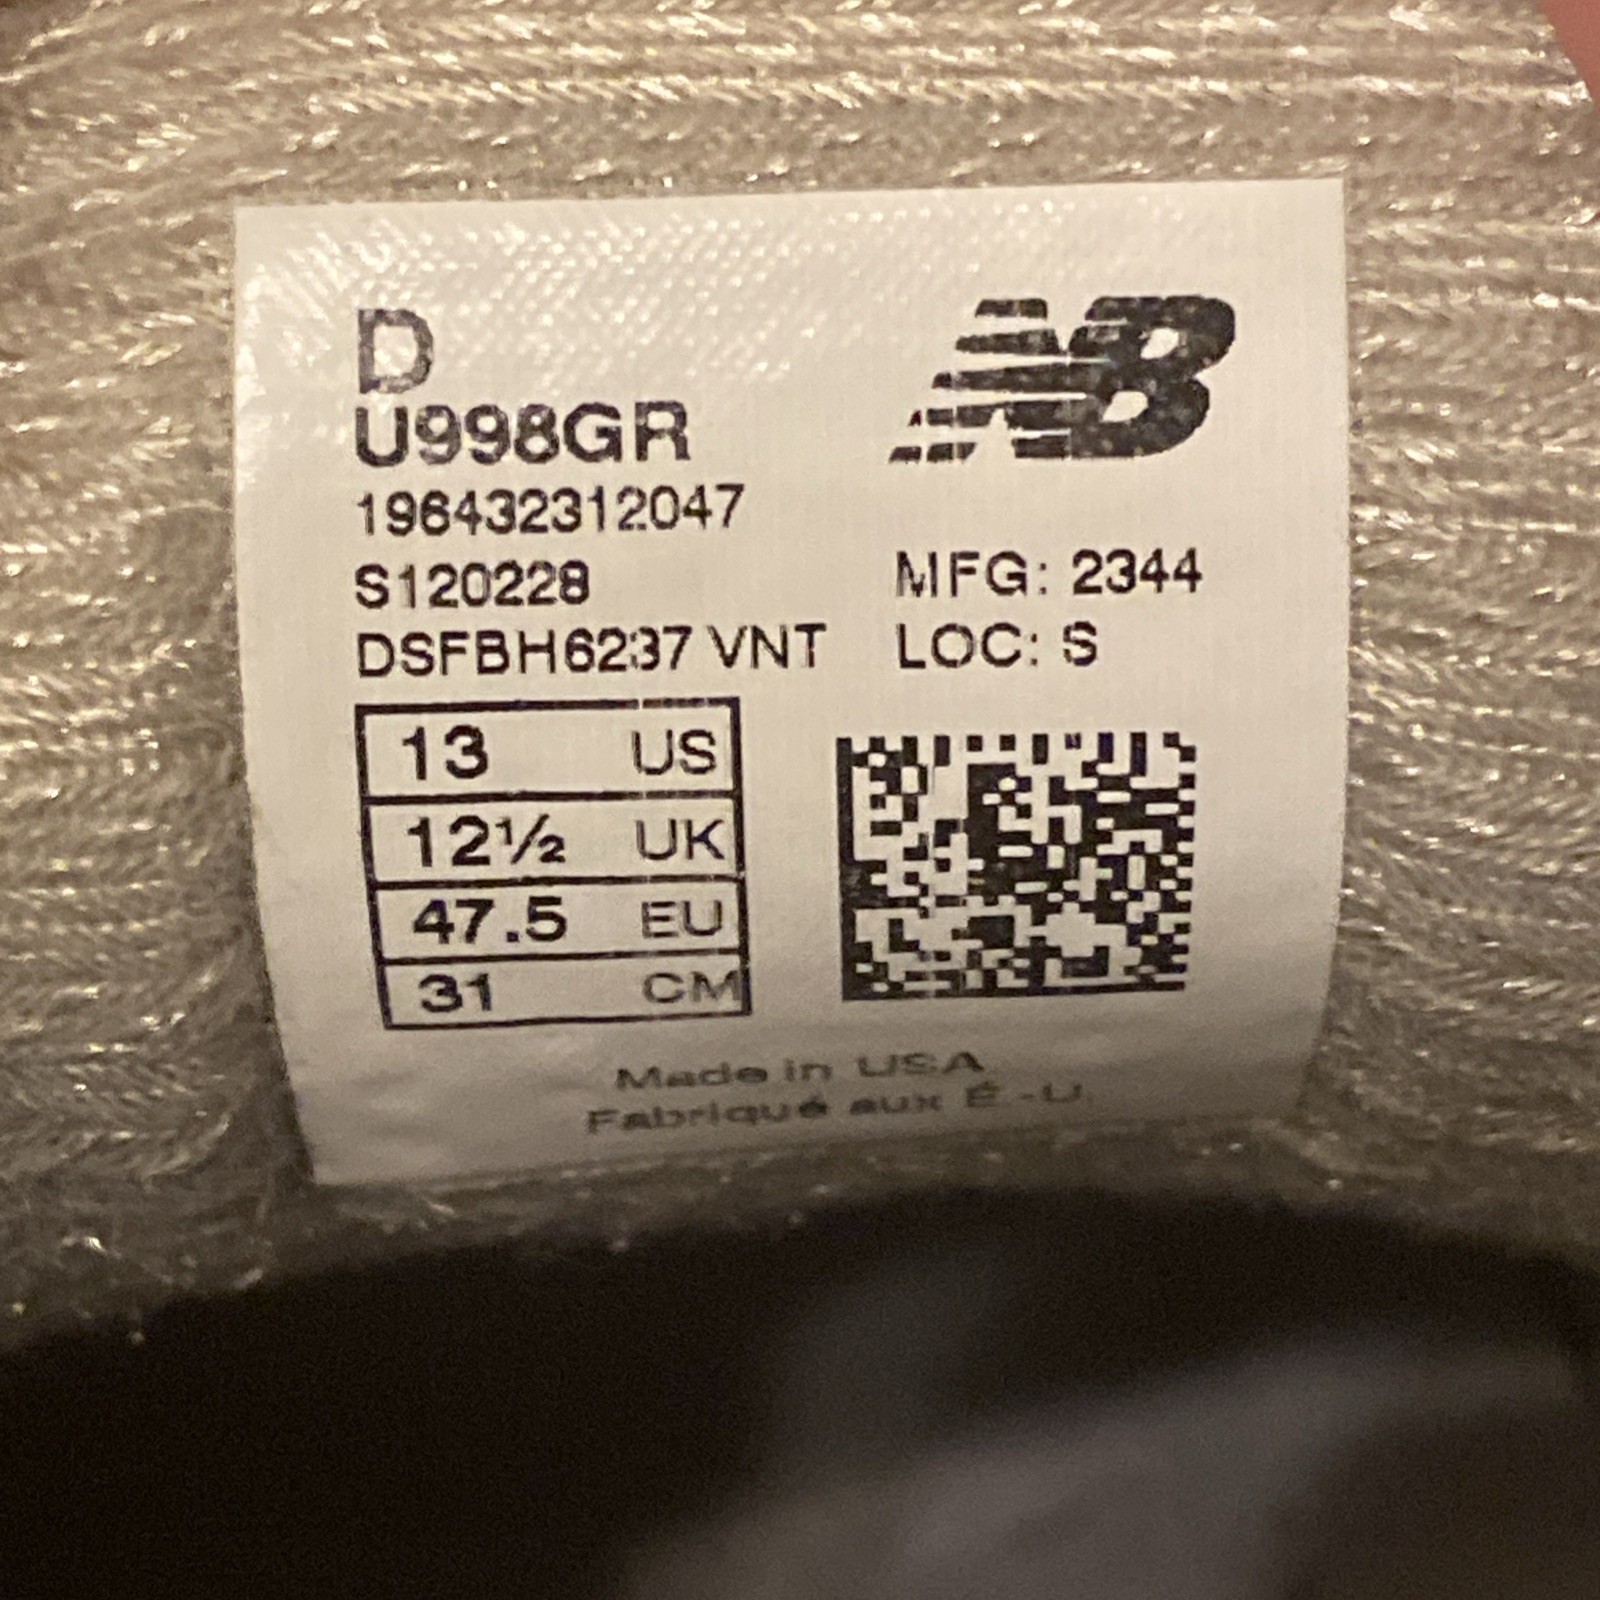 D
NB
U998GR
196432312047
S120228
MFG: 2344
DSFBH6237 VNT
LOC: S
13 US
12½ UK
47.5 EU
31 CM
Made in USA
Fabriqué aux É.-U.